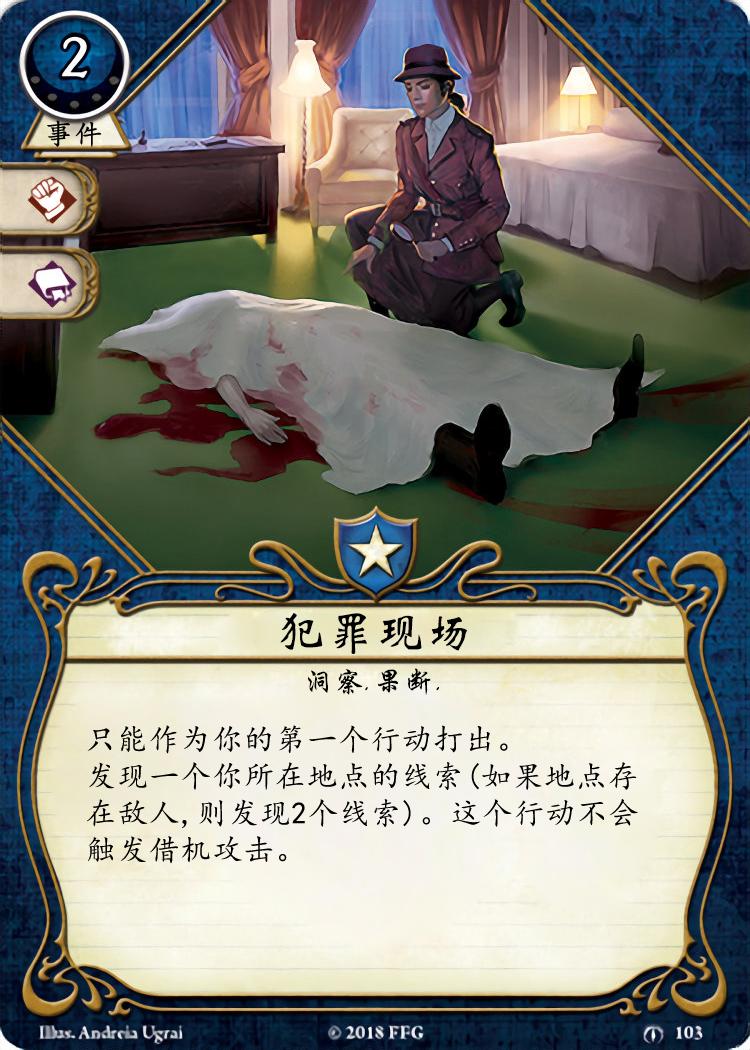 2
事件
犯罪现场
洞察. 果断.
只能作为你的第一个行动打出。
发现一个你所在地点的线索(如果地点存
在敌人, 则发现2个线索)。这个行动不会
触发借机攻击。
Illus. Andreia Ugrai
© 2018 FFG
103